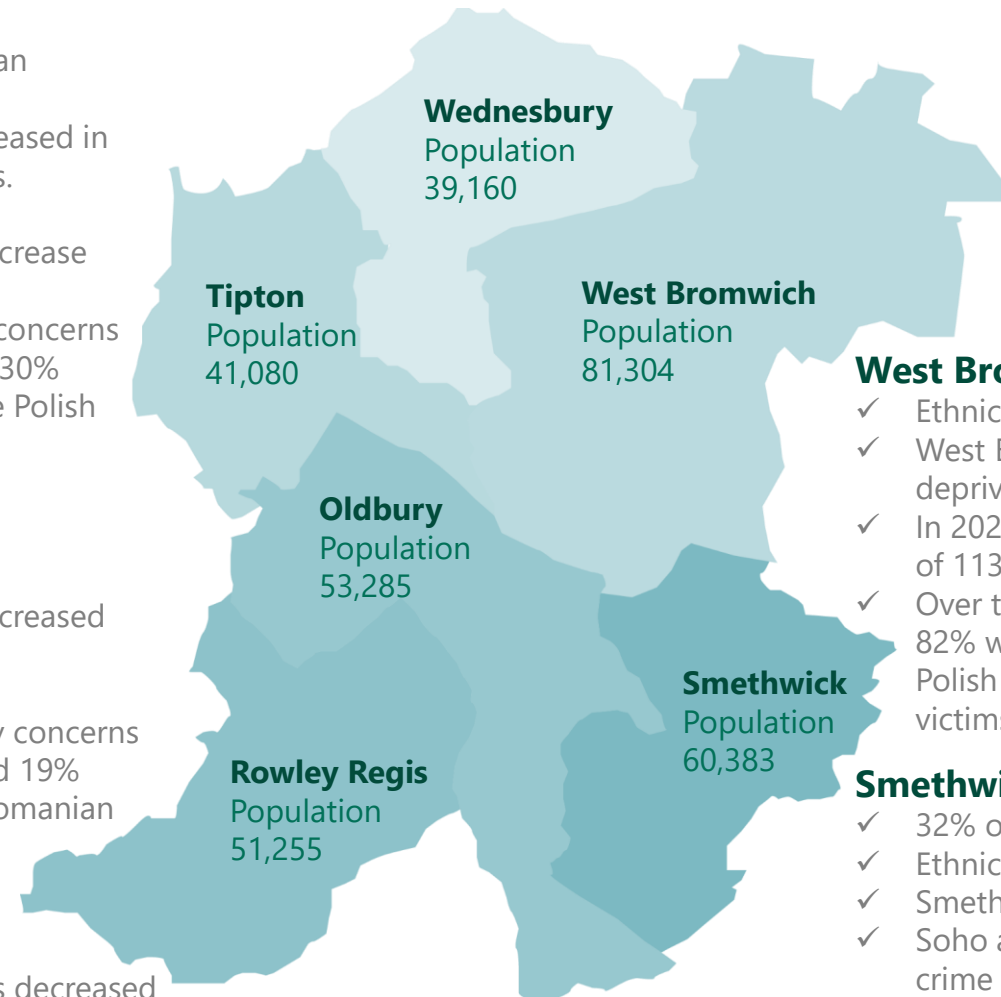 an
eased in
s.
crease
concerns
30%
e Polish
creased
y concerns
d 19%
omanian
s decreased
Wednesbury
Population
39,160
Tipton
Population
41,080
West Bromwich
Population
81,304
Oldbury
Population
53,285
Smethwick
Population
60,383
Rowley Regis
Population
51,255
West Bro
✓ Ethnic
✓ West B
depriv
✓ In 202
of 113
✓ Over t
82% w
Polish
victims
Smethwi
✓ 32% o
✓ Ethnic
✓ Smeth
✓ Soho a
crime